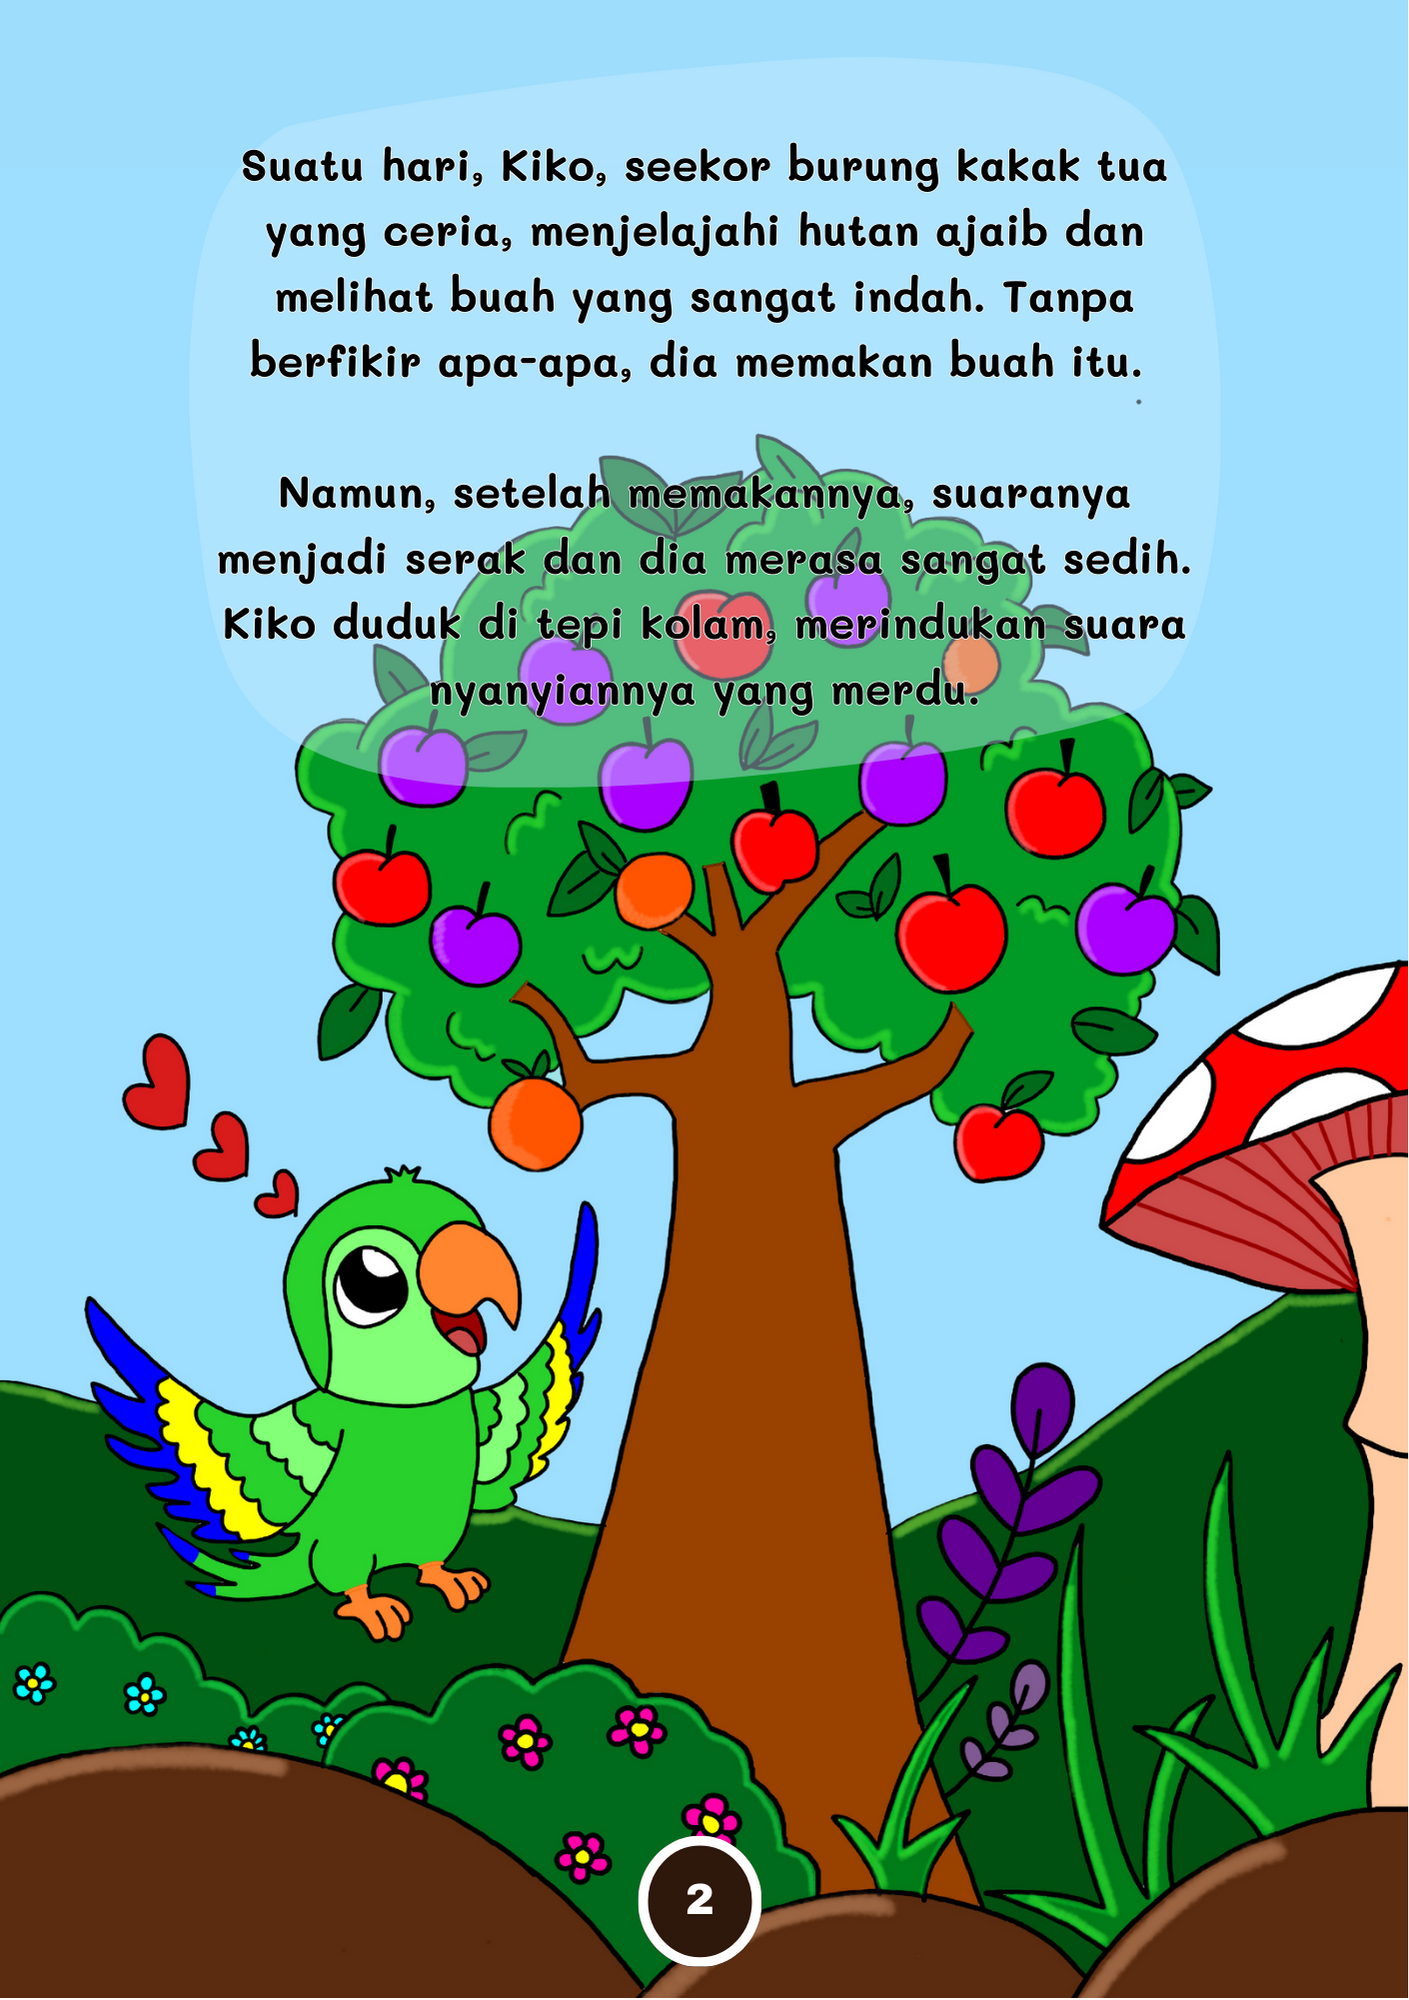 Suatu hari, Kiko, seekor burung kakak tua
yang ceria, menjelajahi hutan ajaib dan
melihat buah yang sangat indah. Tanpa
berfikir apa-apa, dia memakan buah itu.
Namun, setelah memakannya, suaranya
menjadi serak dan dia merasa sangat sedih.
Kiko duduk di tepi kolam, merindukan suara
nyanyiannya yang merdu.
2